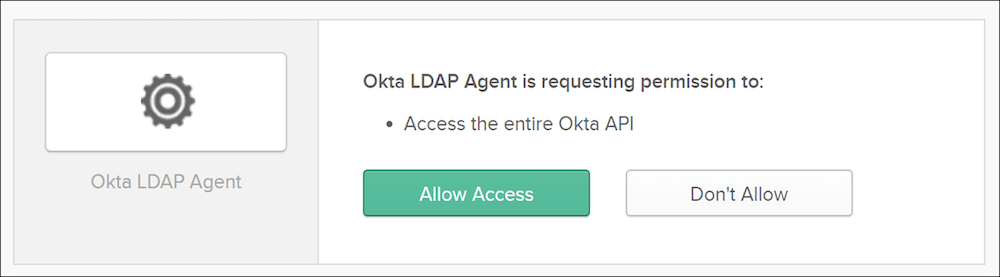 Okta LDAP Agent
Okta LDAP Agent is requesting permission to:
• Access the entire Okta API
Allow Access
Don't Allow